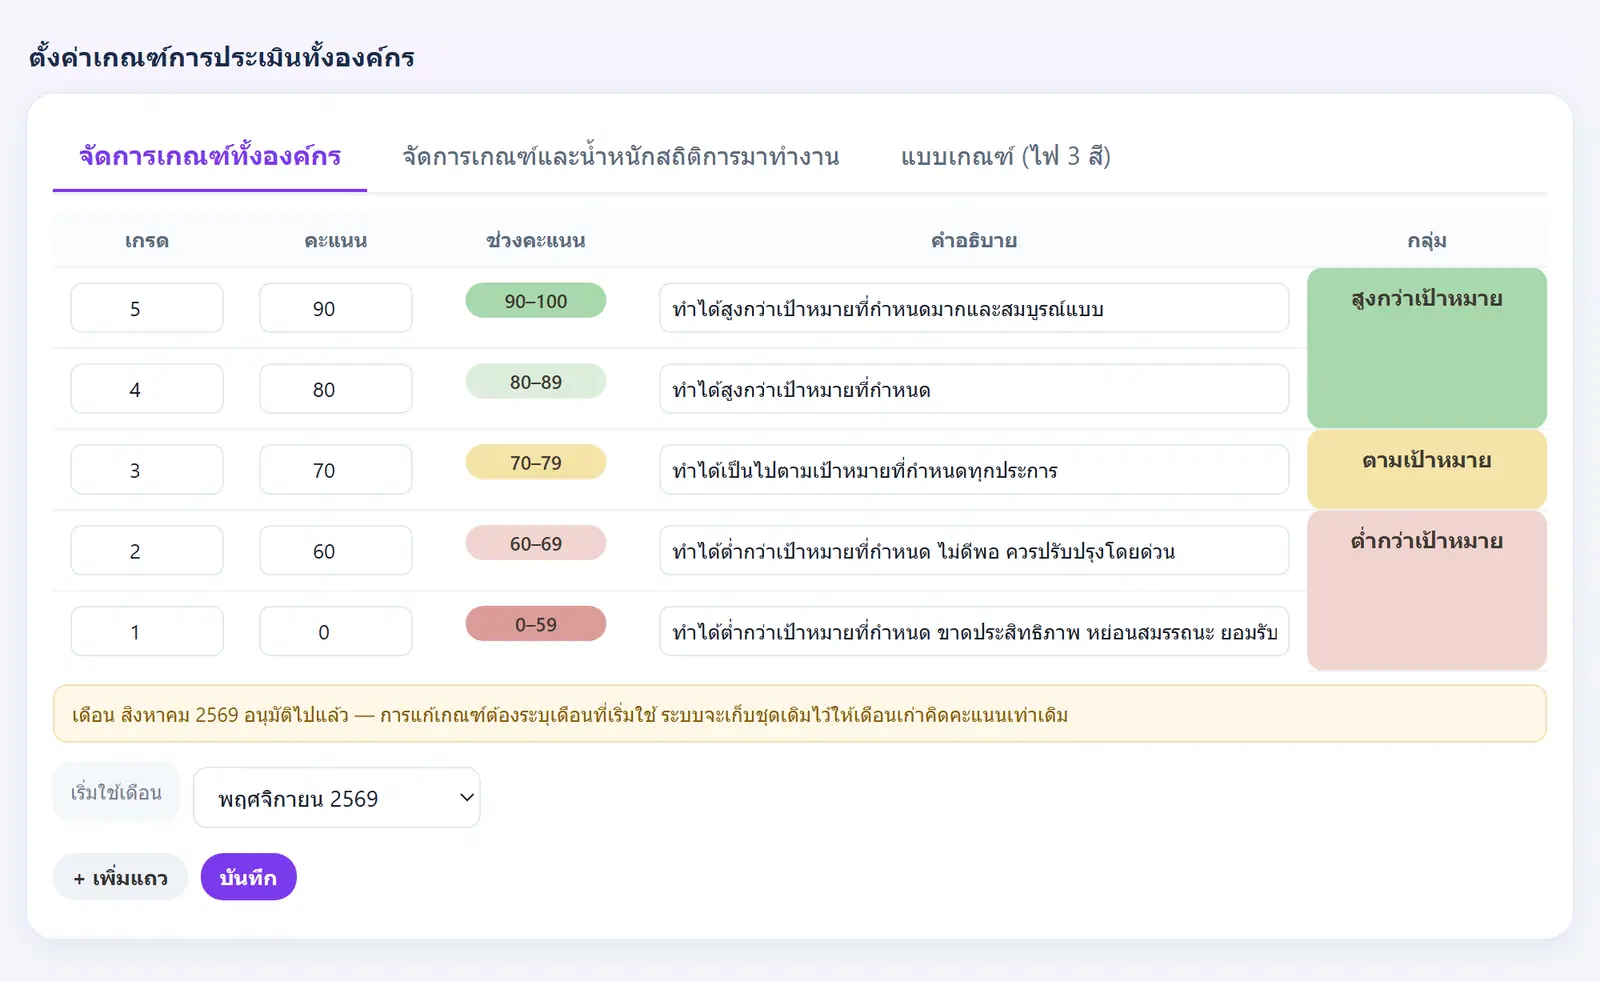 ตั้งค่าเกณฑ์การประเมินทั้งองค์กร
จัดการเกณฑ์ทั้งองค์กร จัดการเกณฑ์และน้ำหนักสถิติการมาทำงาน แบบเกณฑ์ (ไฟ 3 สี)
เกรด คะแนน ช่วงคะแนน คำอธิบาย กลุ่ม
5 90 90–100 ทำได้สูงกว่าเป้าหมายที่กำหนดมากและสมบูรณ์แบบ สูงกว่าเป้าหมาย
4 80 80–89 ทำได้สูงกว่าเป้าหมายที่กำหนด
3 70 70–79 ทำได้เป็นไปตามเป้าหมายที่กำหนดทุกประการ ตามเป้าหมาย
2 60 60–69 ทำได้ต่ำกว่าเป้าหมายที่กำหนด ไม่ดีพอ ควรปรับปรุงโดยด่วน ต่ำกว่าเป้าหมาย
1 0 0–59 ทำได้ต่ำกว่าเป้าหมายที่กำหนด ขาดประสิทธิภาพ หย่อนสมรรถนะ ยอมรับ
เดือน สิงหาคม 2569 อนุมัติไปแล้ว — การแก้เกณฑ์ต้องระบุเดือนที่เริ่มใช้ ระบบจะเก็บชุดเดิมไว้ให้เดือนเก่าคิดคะแนนเท่าเดิม
เริ่มใช้เดือน พฤศจิกายน 2569
+ เพิ่มแถว บันทึก